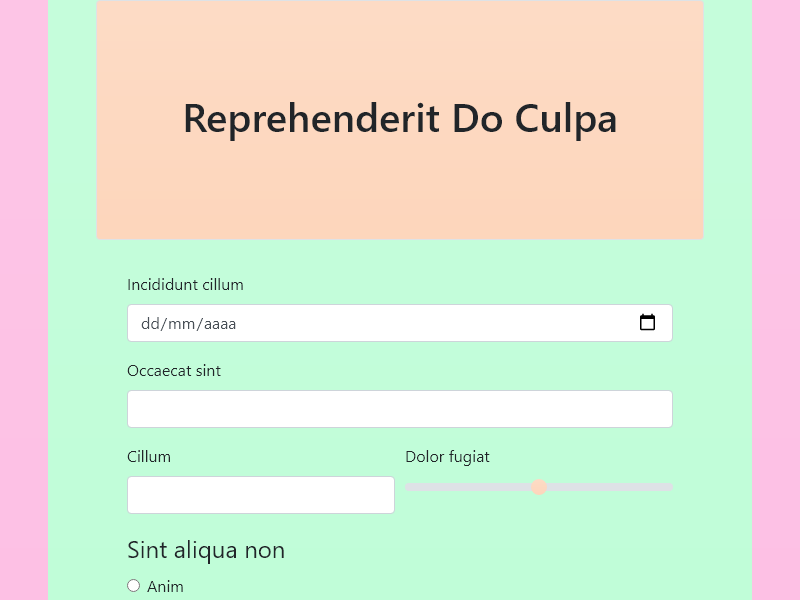 Reprehenderit Do Culpa
Incididunt cillum
dd/mm/aaaa
Occaecat sint
Cillum
Dolor fugiat
Sint aliqua non
Anim